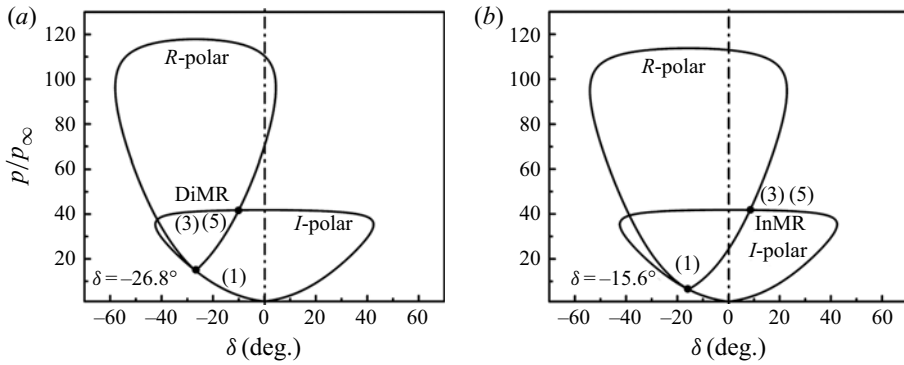 (a)
120
100
80
60
40
20
p/p∞
R-polar
DiMR
(3) (5)
I-polar
(1)
δ = –26.8°
–60 –40 –20 0 20 40 60
δ (deg.)
(b)
120
100
80
60
40
20
R-polar
(3) (5)
InMR
I-polar
(1)
δ = –15.6°
–60 –40 –20 0 20 40 60
δ (deg.)